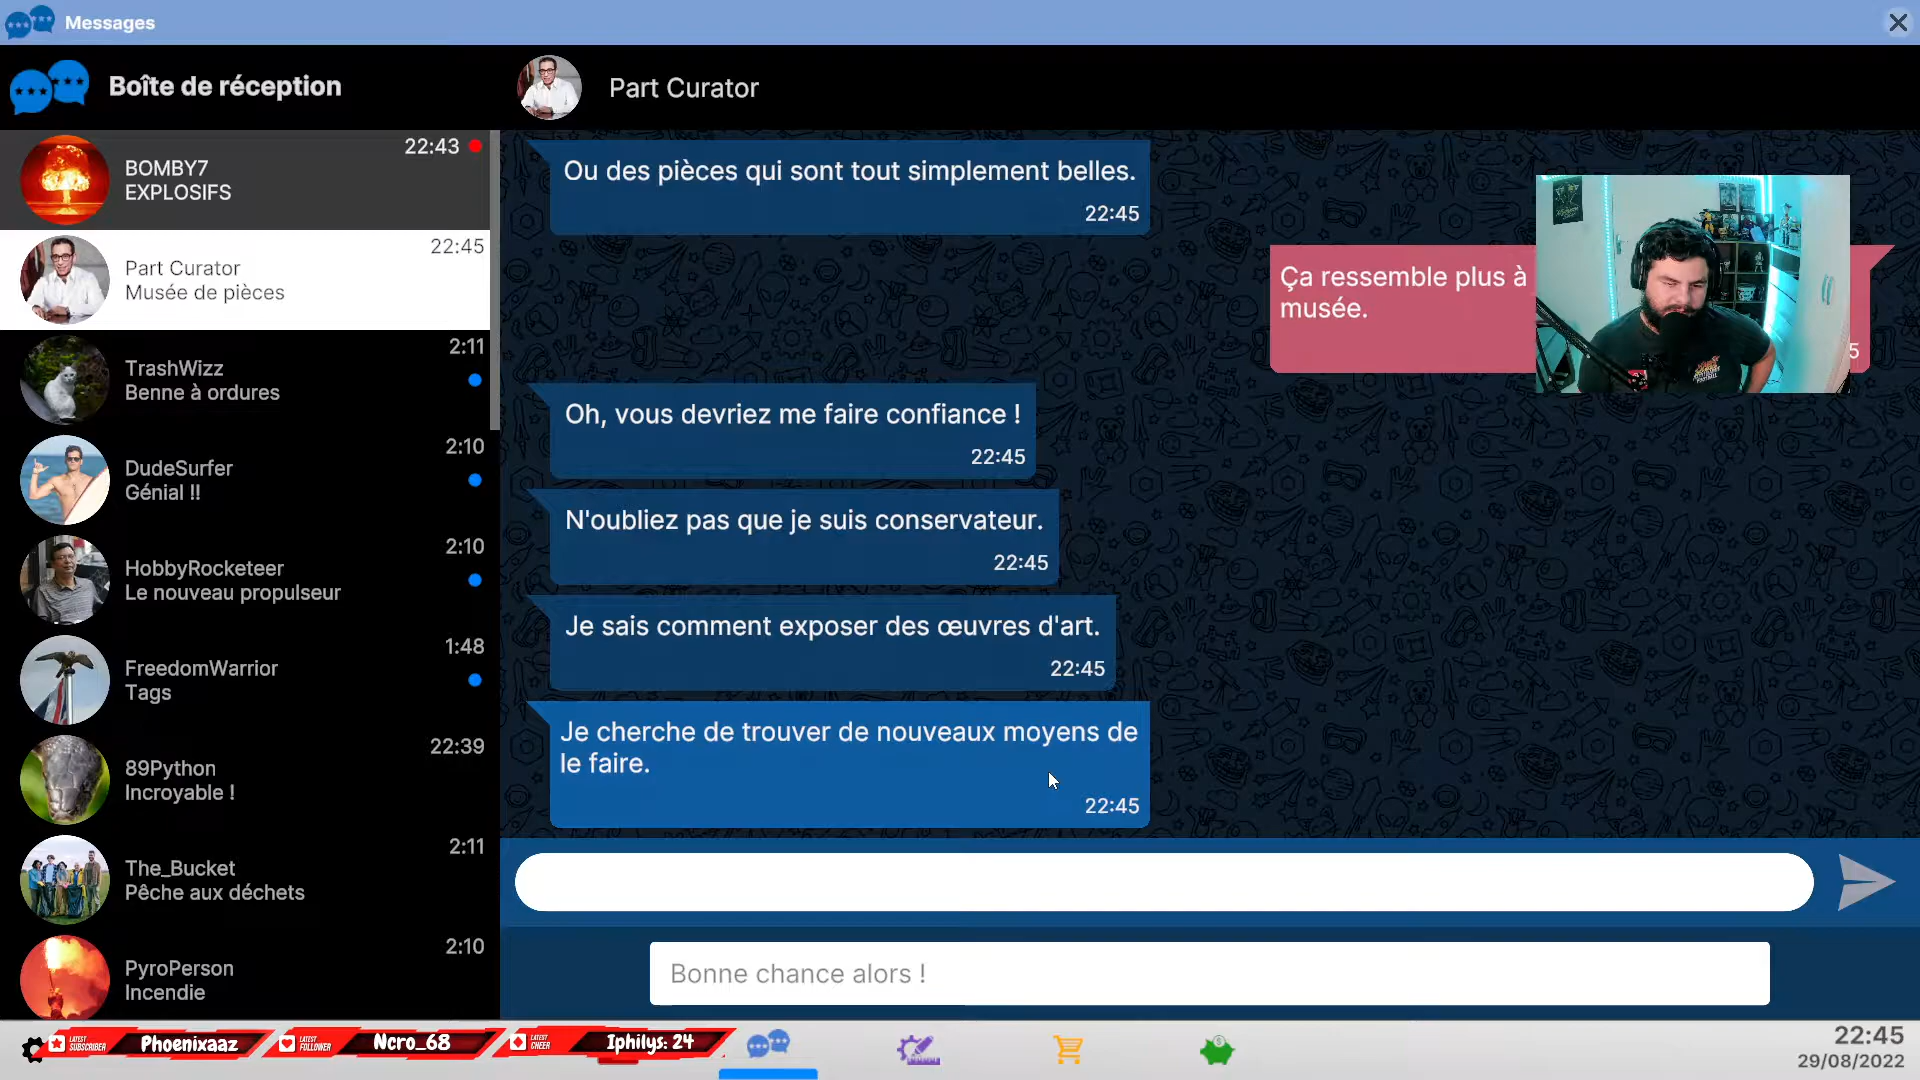 Messages
Boîte de réception
Part Curator
22:43
BOMBY7
EXPLOSIFS
22:45
Part Curator
Musée de pièces
2:11
TrashWizz
Benne à ordures
2:10
DudeSurfer
Génial !!
2:10
HobbyRocketeer
Le nouveau propulseur
1:48
FreedomWarrior
Tags
22:39
89Python
Incroyable !
2:11
The_Bucket
Pêche aux déchets
2:10
PyroPerson
Incendie
Ou des pièces qui sont tout simplement belles.
22:45
Ça ressemble plus à
musée.
5
Oh, vous devriez me faire confiance !
22:45
N'oubliez pas que je suis conservateur.
22:45
Je sais comment exposer des œuvres d'art.
22:45
Je cherche de trouver de nouveaux moyens de
le faire.
22:45
Bonne chance alors !
LATEST
SUBSCRIBER
Phoenixaaz
LATEST
FOLLOWER
Ncro_68
LATEST
CHEER
Iphilys: 24
22:45
29/08/2022